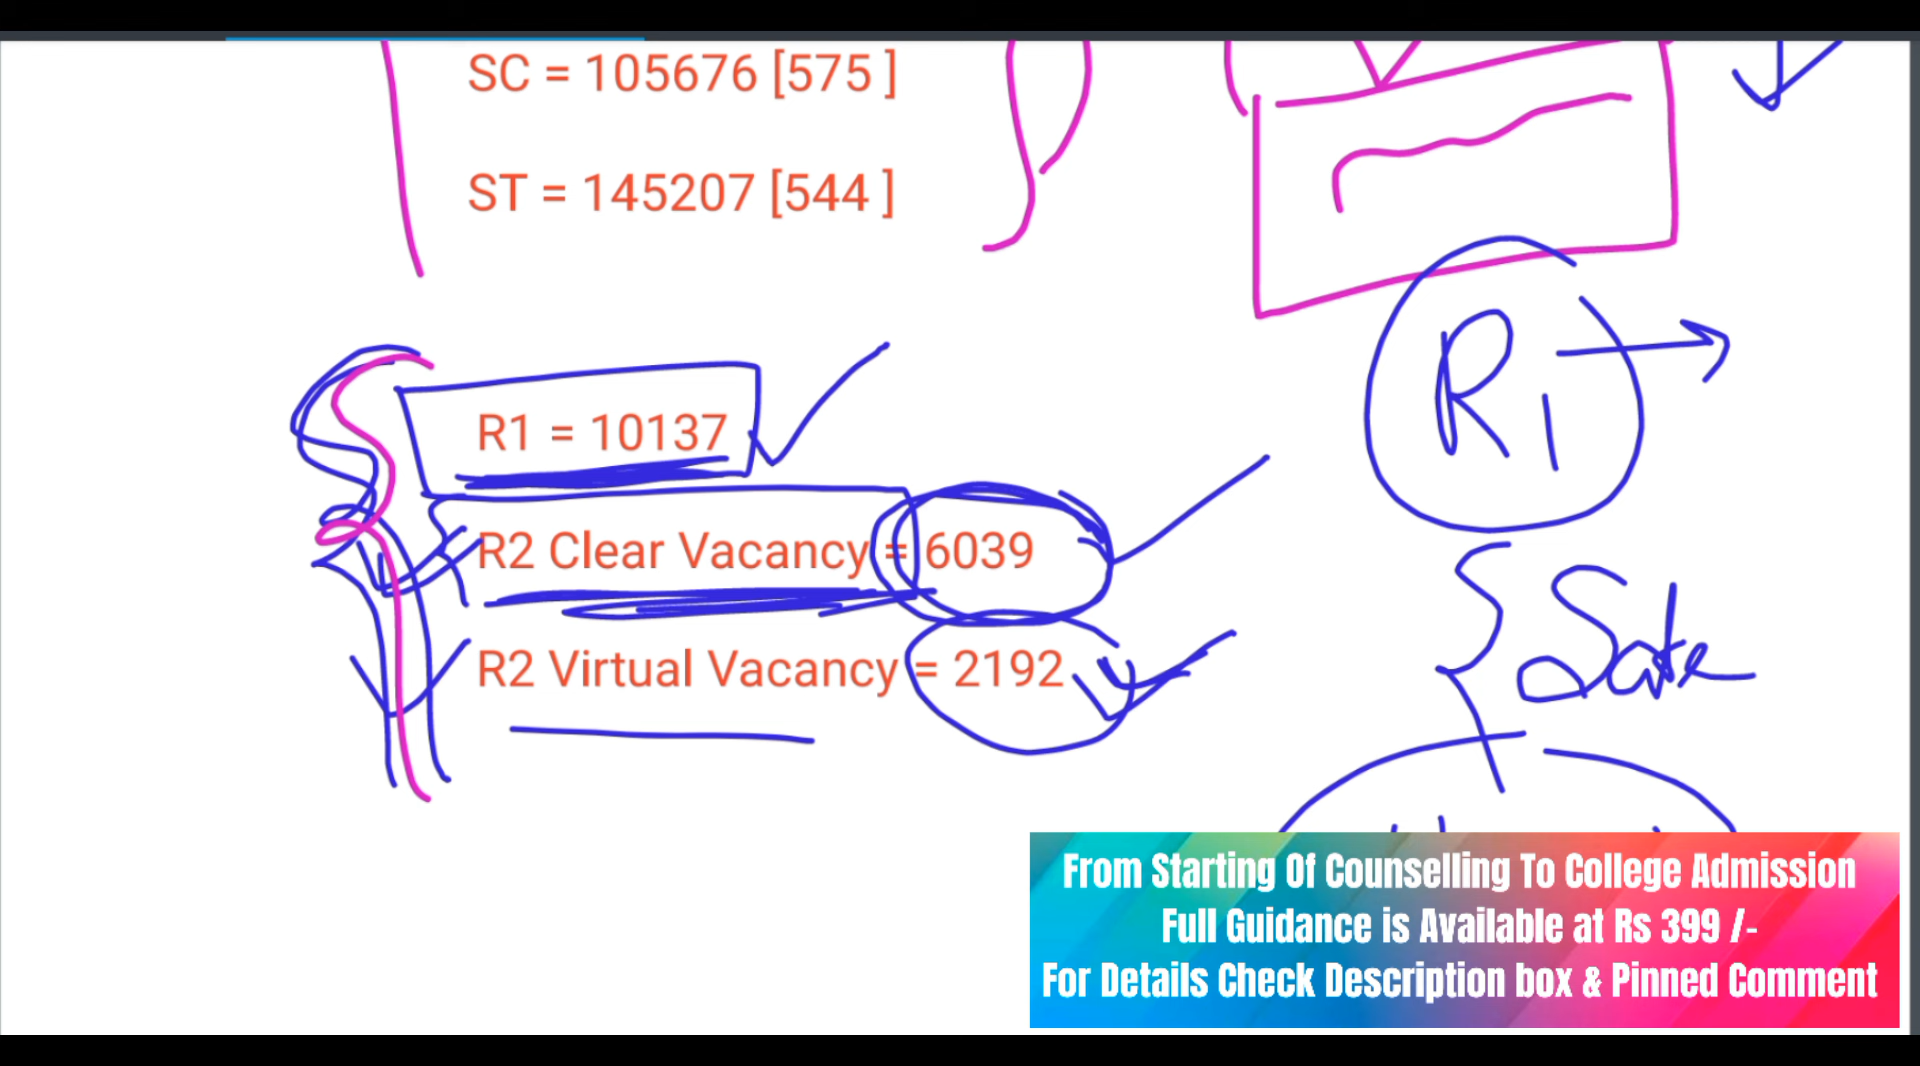 SC = 105676 [575 ]
ST = 145207 [544 ]
R1 = 10137
R1
R2 Clear Vacancy = 6039
R2 Virtual Vacancy = 2192
State
From Starting Of Counselling To College Admission
Full Guidance is Available at Rs 399 /-
For Details Check Description box & Pinned Comment